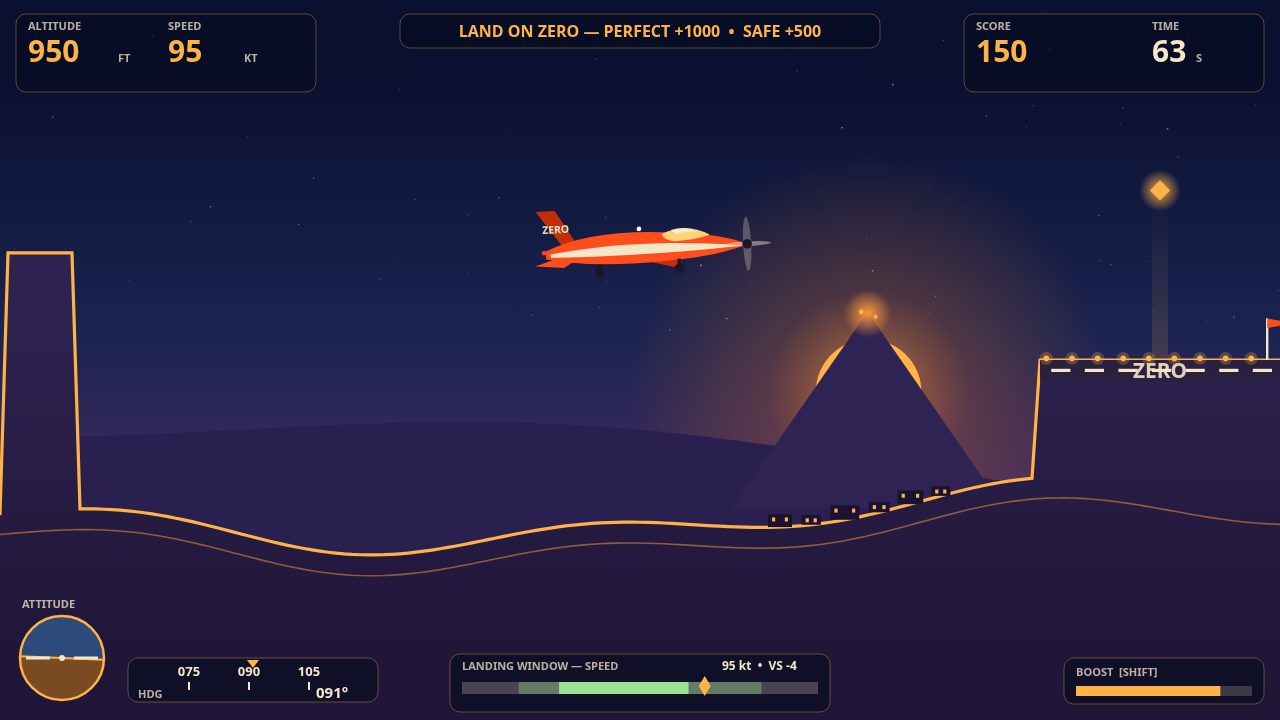 ALTITUDE
950 FT
SPEED
95 KT
LAND ON ZERO — PERFECT +1000 • SAFE +500
SCORE
150
TIME
63 S
ZERO
ZERO
ATTITUDE
075 090 105
HDG 091°
LANDING WINDOW — SPEED 95 kt • VS -4
BOOST [SHIFT]